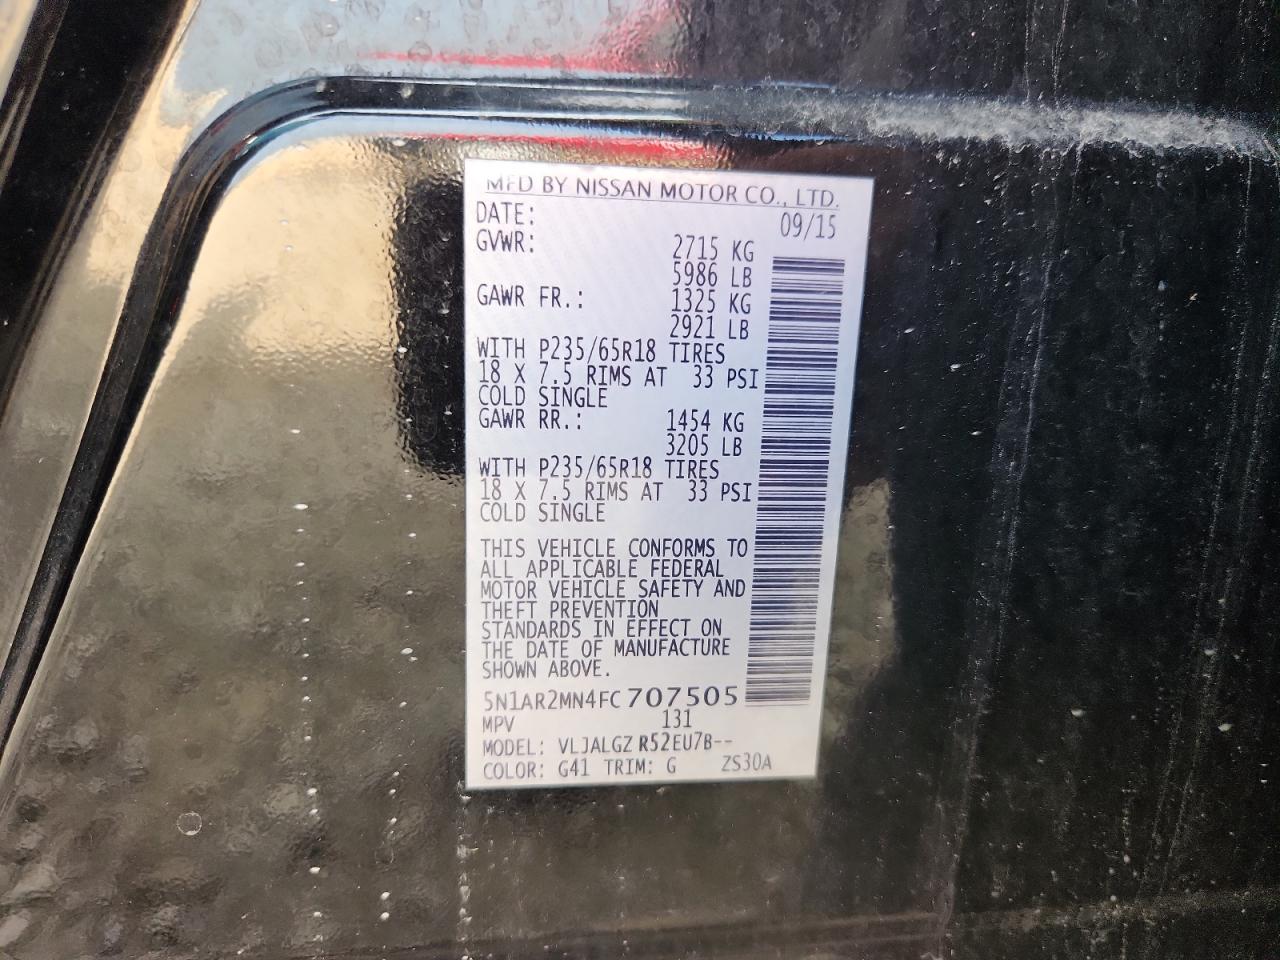 MFD BY NISSAN MOTOR CO., LTD.
DATE: 09/15
GVWR: 2715 KG
5986 LB
GAWR FR.: 1325 KG
2921 LB
WITH P235/65R18 TIRES
18 X 7.5 RIMS AT 33 PSI
COLD SINGLE
GAWR RR.: 1454 KG
3205 LB
WITH P235/65R18 TIRES
18 X 7.5 RIMS AT 33 PSI
COLD SINGLE
THIS VEHICLE CONFORMS TO
ALL APPLICABLE FEDERAL
MOTOR VEHICLE SAFETY AND
THEFT PREVENTION
STANDARDS IN EFFECT ON
THE DATE OF MANUFACTURE
SHOWN ABOVE.
5N1AR2MN4FC707505
MPV 131
MODEL: VLJALGZ R52EU7B--
COLOR: G41 TRIM: G ZS30A